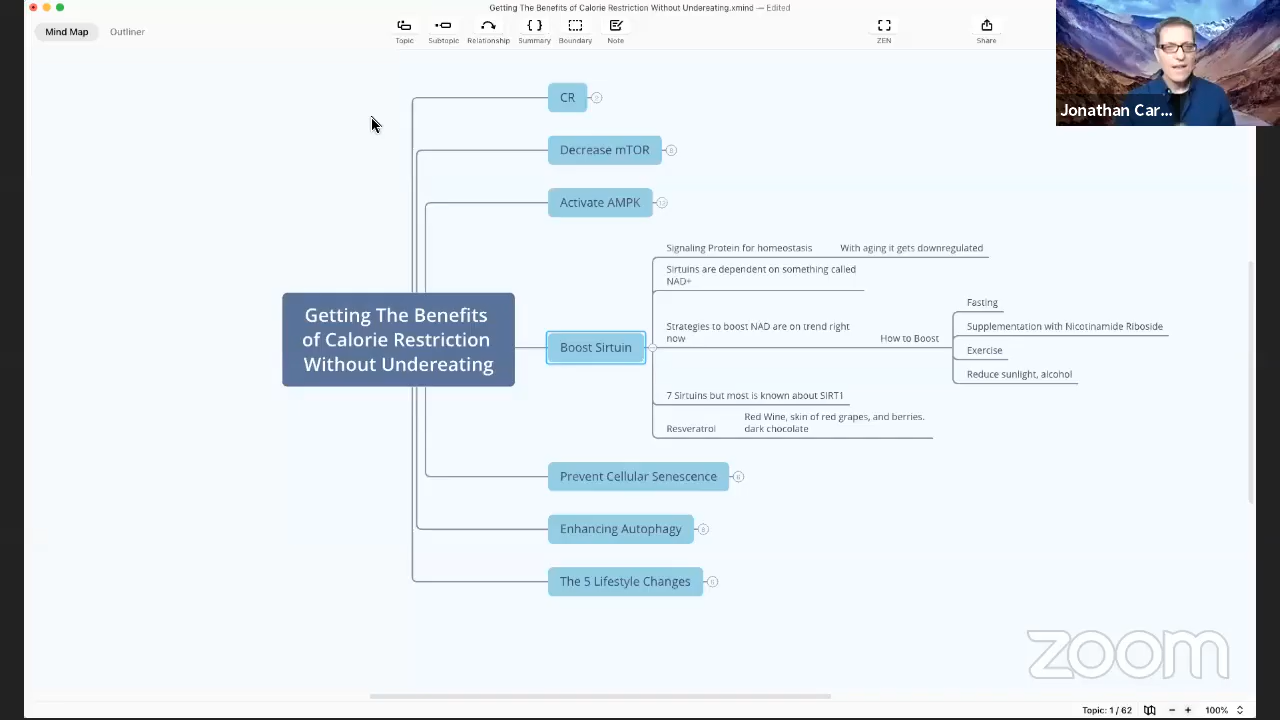 Getting The Benefits of Calorie Restriction Without Undereating.xmind — Edited
Mind Map
Outliner
Topic
Subtopic
Relationship
Summary
Boundary
Note
ZEN
Share
Jonathan Car...
CR
Decrease mTOR
Activate AMPK
Signaling Protein for homeostasis
With aging it gets downregulated
Sirtuins are dependent on something called
NAD+
Getting The Benefits
of Calorie Restriction
Without Undereating
Boost Sirtuin
Strategies to boost NAD are on trend right
now
How to Boost
Fasting
Supplementation with Nicotinamide Riboside
Exercise
Reduce sunlight, alcohol
7 Sirtuins but most is known about SIRT1
Resveratrol
Red Wine, skin of red grapes, and berries.
dark chocolate
Prevent Cellular Senescence
Enhancing Autophagy
The 5 Lifestyle Changes
zoom
Topic: 1 / 62
100%